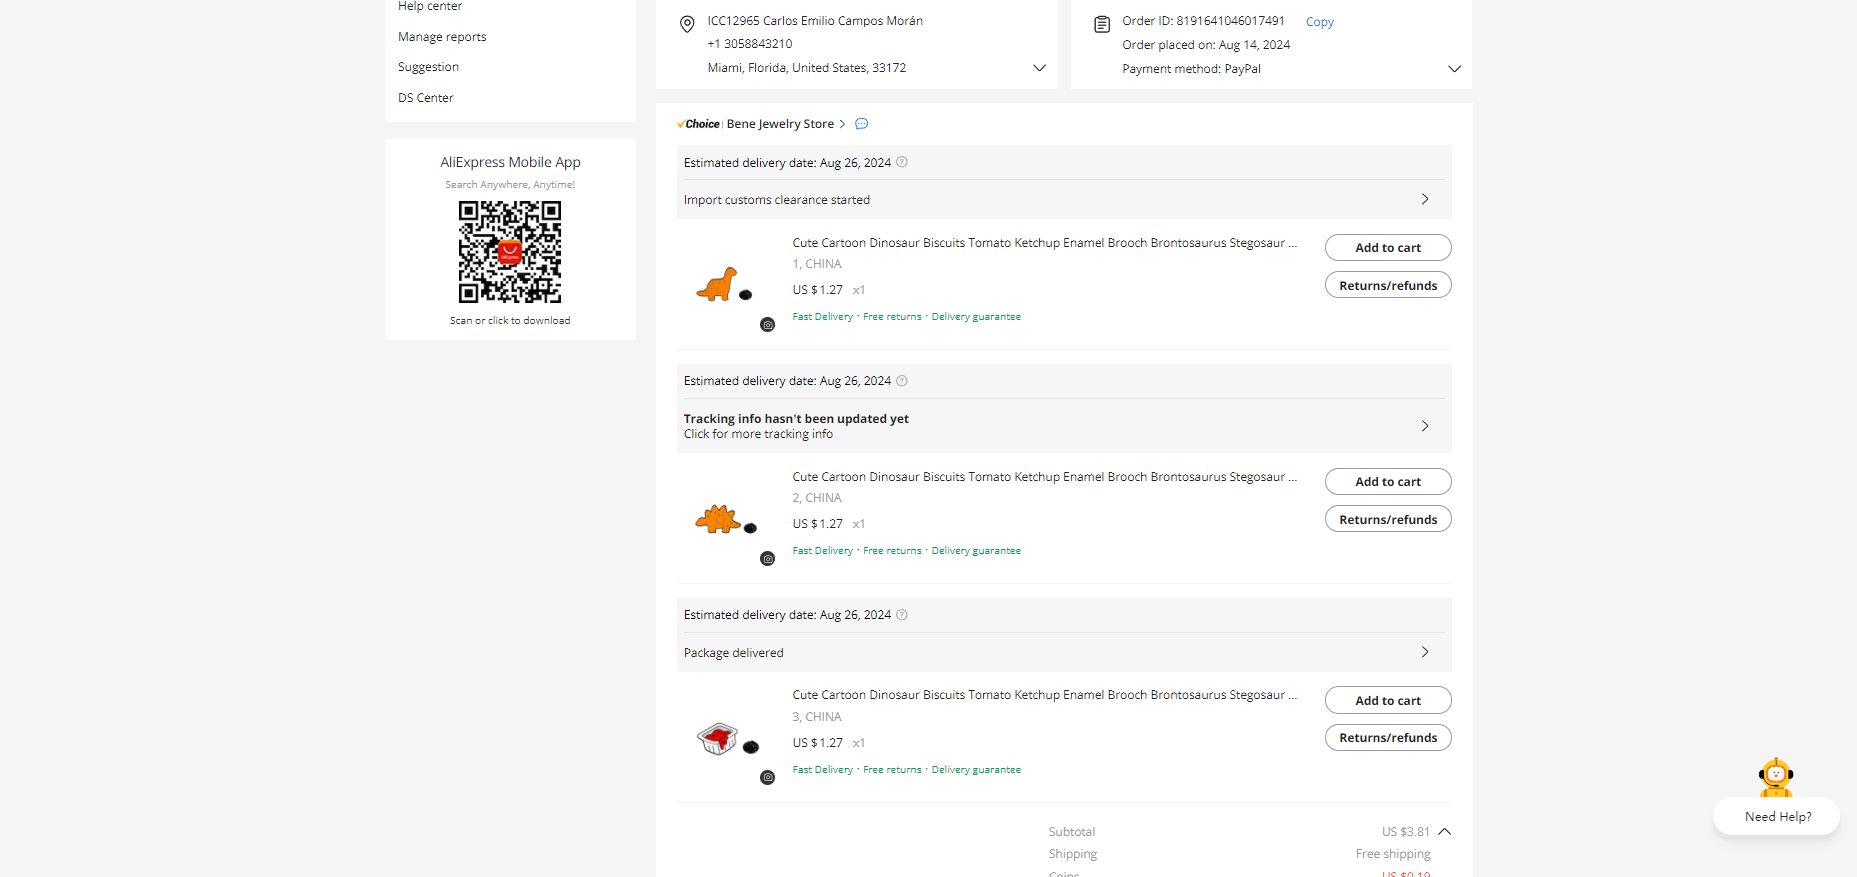 Help center
Manage reports
Suggestion
DS Center
AliExpress Mobile App
Search Anywhere, Anytime!
Scan or click to download
ICC12965 Carlos Emilio Campos Morán
+1 3058843210
Miami, Florida, United States, 33172
Order ID: 8191641046017491 Copy
Order placed on: Aug 14, 2024
Payment method: PayPal
Choice Bene Jewelry Store
Estimated delivery date: Aug 26, 2024
Import customs clearance started
Cute Cartoon Dinosaur Biscuits Tomato Ketchup Enamel Brooch Brontosaurus Stegosaur ...
1, CHINA
US $1.27 x1
Fast Delivery · Free returns · Delivery guarantee
Add to cart
Returns/refunds
Estimated delivery date: Aug 26, 2024
Tracking info hasn't been updated yet
Click for more tracking info
Cute Cartoon Dinosaur Biscuits Tomato Ketchup Enamel Brooch Brontosaurus Stegosaur ...
2, CHINA
US $1.27 x1
Fast Delivery · Free returns · Delivery guarantee
Add to cart
Returns/refunds
Estimated delivery date: Aug 26, 2024
Package delivered
Cute Cartoon Dinosaur Biscuits Tomato Ketchup Enamel Brooch Brontosaurus Stegosaur ...
3, CHINA
US $1.27 x1
Fast Delivery · Free returns · Delivery guarantee
Add to cart
Returns/refunds
Subtotal US $3.81
Shipping Free shipping
Coins US $0.19
Need Help?